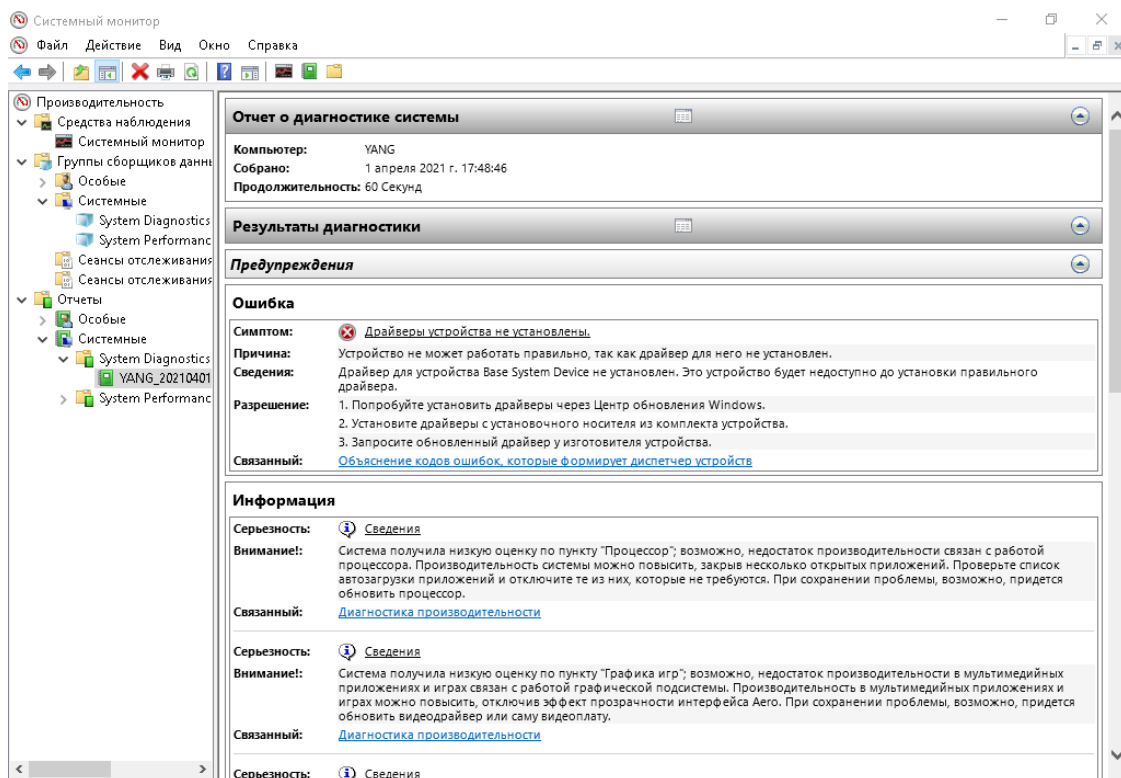 Системный монитор
Файл Действие Вид Окно Справка
Производительность
Средства наблюдения
Системный монитор
Группы сборщиков данн
Особые
Системные
System Diagnostics
System Performanc
Сеансы отслеживания
Сеансы отслеживания
Отчеты
Особые
Системные
System Diagnostics
YANG_20210401
System Performanc
Отчет о диагностике системы
Компьютер: YANG
Собрано: 1 апреля 2021 г. 17:48:46
Продолжительность: 60 Секунд
Результаты диагностики
Предупреждения
Ошибка
Симптом: Драйверы устройства не установлены.
Причина: Устройство не может работать правильно, так как драйвер для него не установлен.
Сведения: Драйвер для устройства Base System Device не установлен. Это устройство будет недоступно до установки правильного
драйвера.
Разрешение: 1. Попробуйте установить драйверы через Центр обновления Windows.
2. Установите драйверы с установочного носителя из комплекта устройства.
3. Запросите обновленный драйвер у изготовителя устройства.
Связанный: Объяснение кодов ошибок, которые формирует диспетчер устройств
Информация
Серьезность: Сведения
Внимание!: Система получила низкую оценку по пункту "Процессор"; возможно, недостаток производительности связан с работой
процессора. Производительность системы можно повысить, закрыв несколько открытых приложений. Проверьте список
автозагрузки приложений и отключите те из них, которые не требуются. При сохранении проблемы, возможно, придется
обновить процессор.
Связанный: Диагностика производительности
Серьезность: Сведения
Внимание!: Система получила низкую оценку по пункту "Графика игр"; возможно, недостаток производительности в мультимедийных
приложениях и играх связан с работой графической подсистемы. Производительность в мультимедийных приложениях и
играх можно повысить, отключив эффект прозрачности интерфейса Aero. При сохранении проблемы, возможно, придется
обновить видеодрайвер или саму видеоплату.
Связанный: Диагностика производительности
Серьезность: Сведения